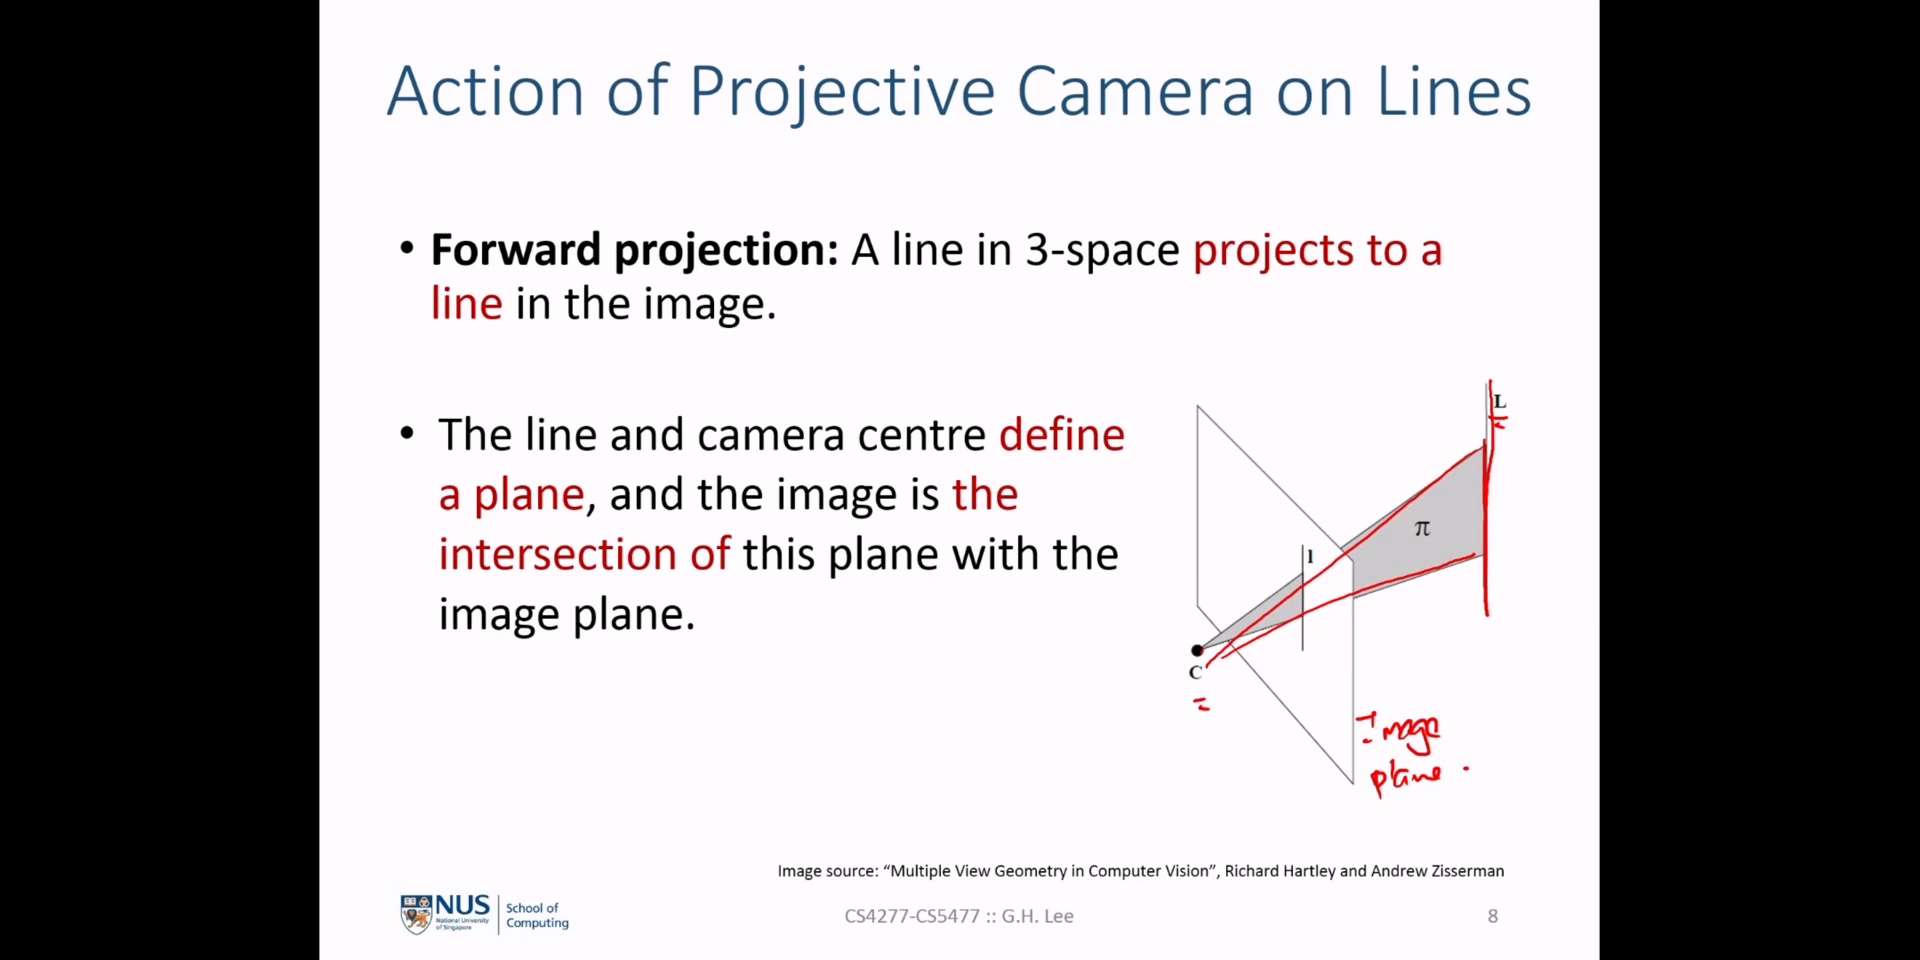 Action of Projective Camera on Lines
• Forward projection: A line in 3-space projects to a
line in the image.
• The line and camera centre define
a plane, and the image is the
intersection of this plane with the
image plane.
L
π
l
C
Image
plane
Image source: “Multiple View Geometry in Computer Vision”, Richard Hartley and Andrew Zisserman
NUS
National University
of Singapore
School of
Computing
CS4277-CS5477 :: G.H. Lee
8